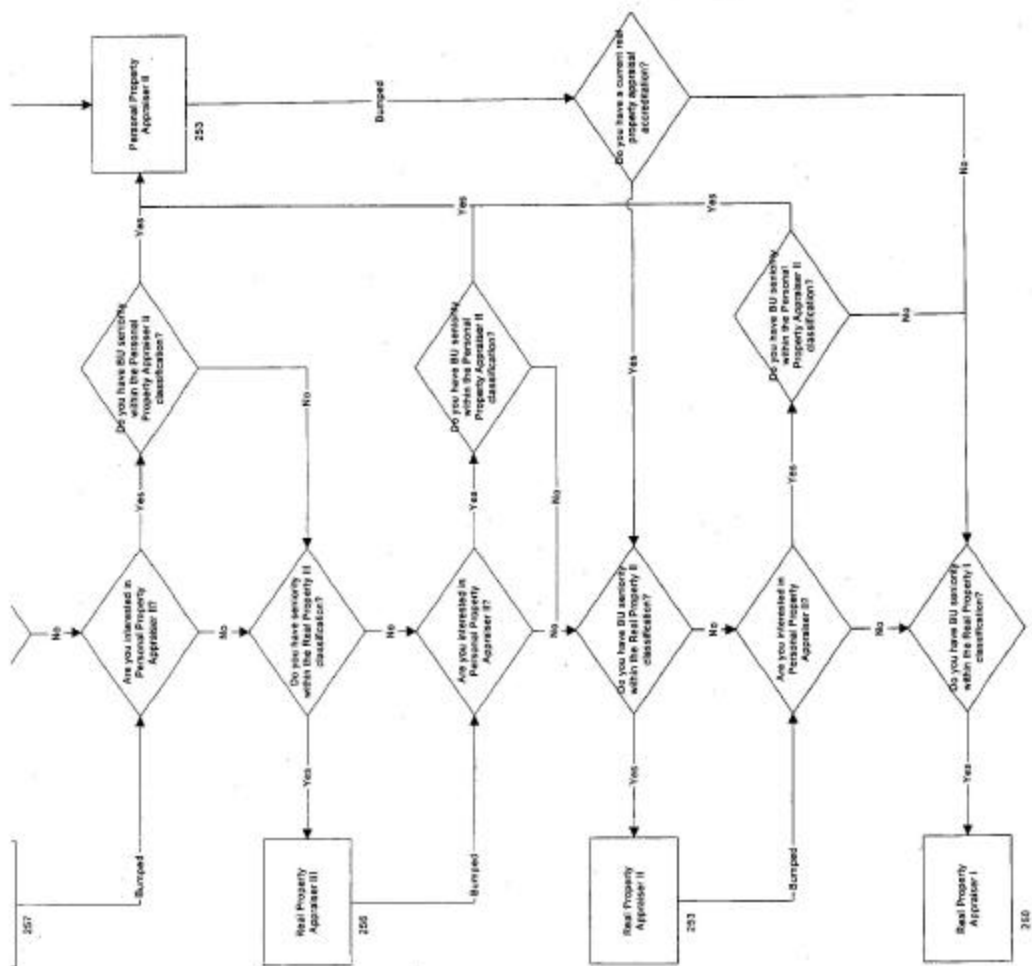 257
No
Bumped
Are you interested in
Personal Property
Appraiser II?
Yes
Do you have BU seniority
within the Personal
Property Appraiser II
classification?
Yes
Personal Property
Appraiser II
253
No
No
Do you have seniority
within the Real Property III
classification?
Yes
Real Property
Appraiser III
256
No
Bumped
Are you interested in
Personal Property
Appraiser II?
Yes
Do you have BU seniority
within the Personal
Property Appraiser II
classification?
Yes
Bumped
No
No
Do you have BU seniority
within the Real Property II
classification?
Yes
Yes
Do you have a current real
property appraisal
accreditation?
Real Property
Appraiser II
253
No
Bumped
Are you interested in
Personal Property
Appraiser II?
Yes
Do you have BU seniority
within the Personal
Property Appraiser II
classification?
Yes
No
No
No
Do you have BU seniority
within the Real Property I
classification?
Yes
Real Property
Appraiser I
250